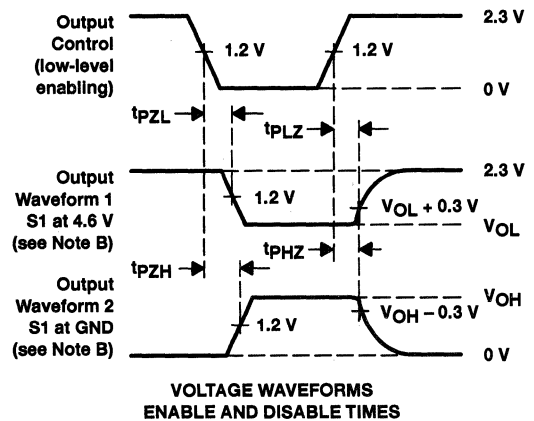 Output
Control
(low-level
enabling)
1.2 V
1.2 V
2.3 V
0 V
tPZL
tPLZ
Output
Waveform 1
S1 at 4.6 V
(see Note B)
1.2 V
2.3 V
VOL + 0.3 V
VOL
tPZH
tPHZ
Output
Waveform 2
S1 at GND
(see Note B)
1.2 V
VOH
VOH – 0.3 V
0 V
VOLTAGE WAVEFORMS
ENABLE AND DISABLE TIMES